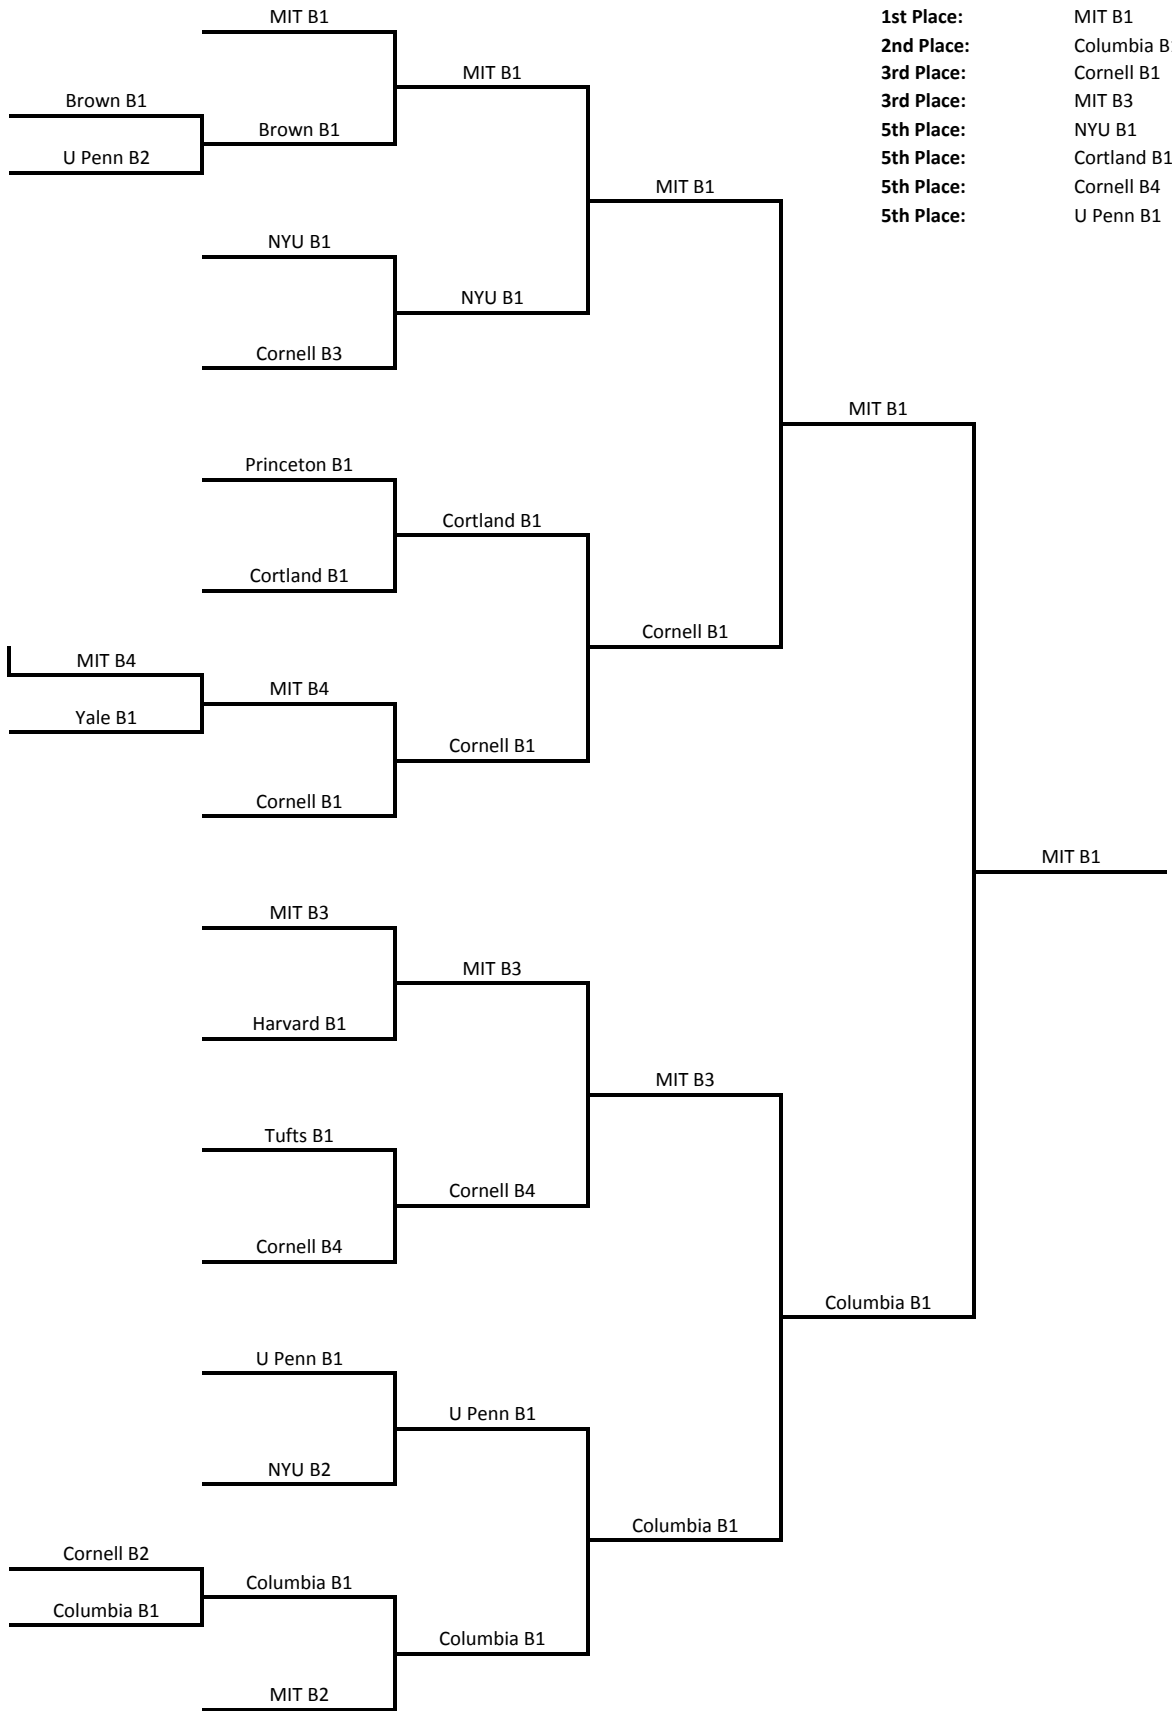 MIT B1
1st Place: MIT B1
2nd Place: Columbia B
3rd Place: Cornell B1
MIT B1
3rd Place: MIT B3
Brown B1
5th Place: NYU B1
Brown B1
U Penn B2
5th Place: Cortland B1
MIT B1
5th Place: Cornell B4
5th Place: U Penn B1
NYU B1
NYU B1
Cornell B3
MIT B1
Princeton B1
Cortland B1
Cortland B1
Cornell B1
MIT B4
MIT B4
Yale B1
Cornell B1
Cornell B1
MIT B1
MIT B3
MIT B3
Harvard B1
MIT B3
Tufts B1
Cornell B4
Cornell B4
Columbia B1
U Penn B1
U Penn B1
NYU B2
Columbia B1
Cornell B2
Columbia B1
Columbia B1
Columbia B1
MIT B2